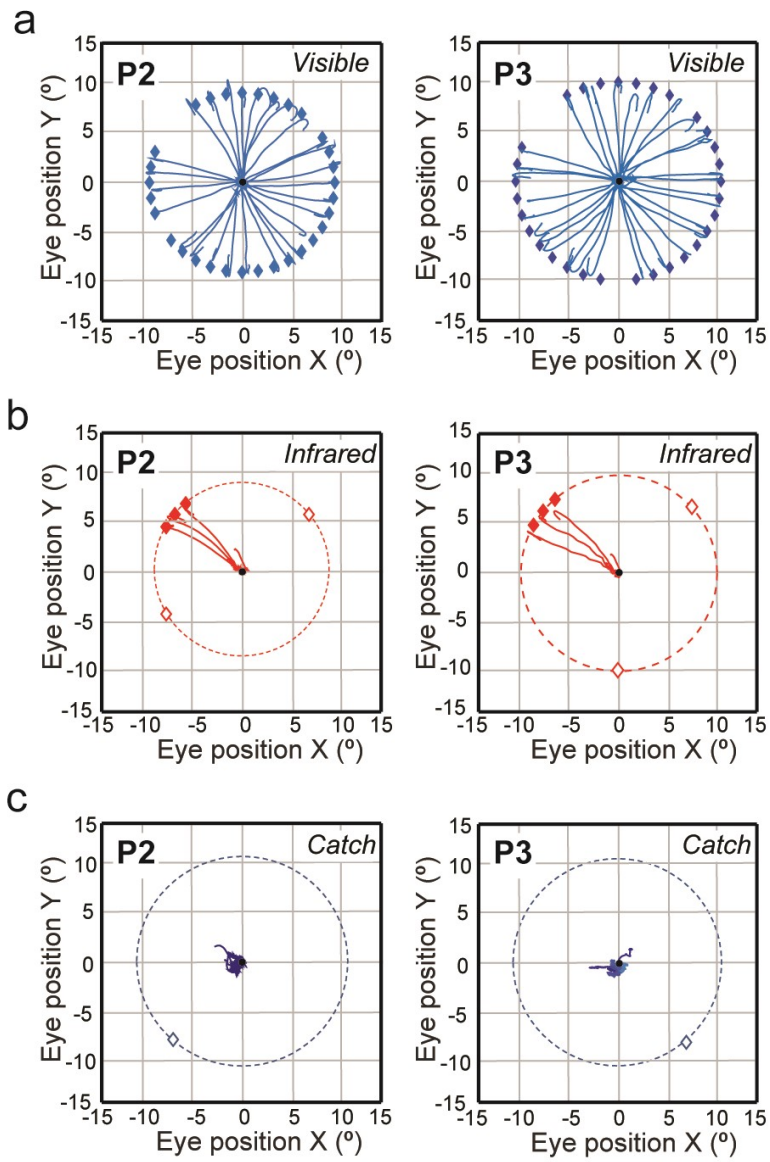 a
P2 Visible
P3 Visible
Eye position Y (º)
15
10
5
0
-5
-10
-15
-15 -10 -5 0 5 10 15
Eye position X (º)
Eye position Y (º)
15
10
5
0
-5
-10
-15
-15 -10 -5 0 5 10 15
Eye position X (º)
b
P2 Infrared
P3 Infrared
Eye position Y (º)
15
10
5
0
-5
-10
-15
-15 -10 -5 0 5 10 15
Eye position X (º)
Eye position Y (º)
15
10
5
0
-5
-10
-15
-15 -10 -5 0 5 10 15
Eye position X (º)
c
P2 Catch
P3 Catch
Eye position Y (º)
15
10
5
0
-5
-10
-15
-15 -10 -5 0 5 10 15
Eye position X (º)
Eye position Y (º)
15
10
5
0
-5
-10
-15
-15 -10 -5 0 5 10 15
Eye position X (º)